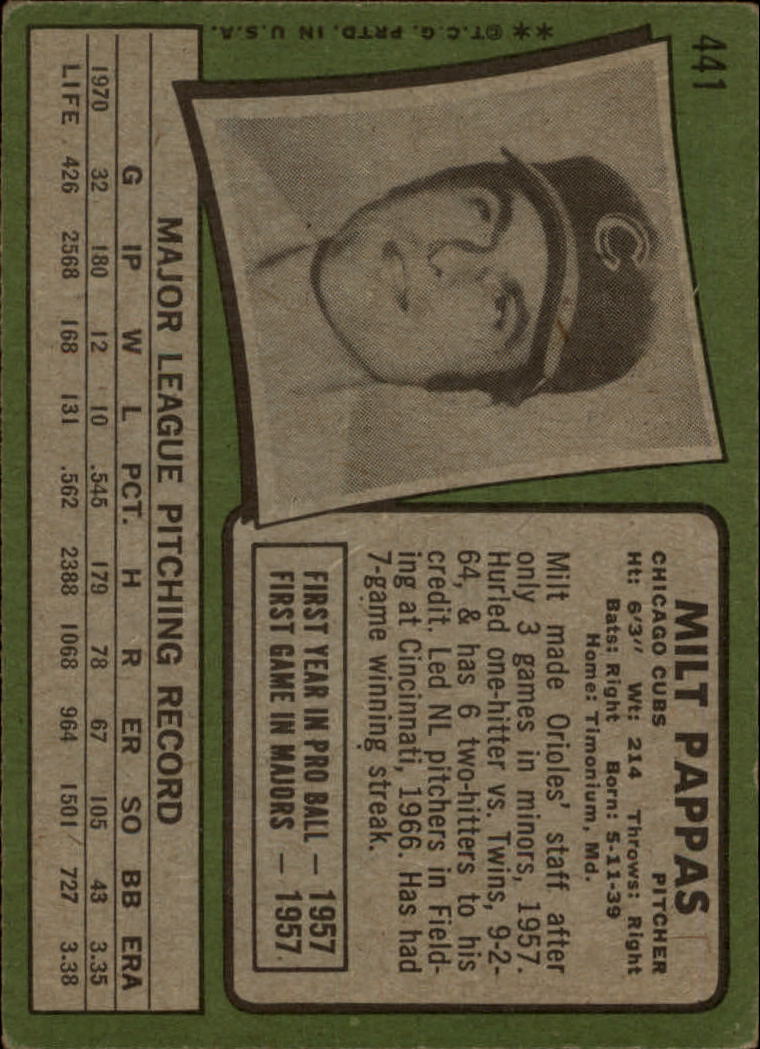 441
**©T.C.G. PRTD. IN U.S.A.
C
MILT PAPPAS
CHICAGO CUBS PITCHER
Ht: 6'3" Wt: 214 Throws: Right
Bats: Right Born: 5-11-39
Home: Timonium, Md.
Milt made Orioles' staff after
only 3 games in minors, 1957.
Hurled one-hitter vs. Twins, 9-2-
64, & has 6 two-hitters to his
credit. Led NL pitchers in Field-
ing at Cincinnati, 1966. Has had
7-game winning streak.
FIRST YEAR IN PRO BALL — 1957
FIRST GAME IN MAJORS — 1957
MAJOR LEAGUE PITCHING RECORD
G IP W L PCT. H R ER SO BB ERA
1970 32 180 12 10 .545 179 78 67 105 43 3.35
LIFE 426 2568 168 131 .562 2388 1068 964 1501 727 3.38